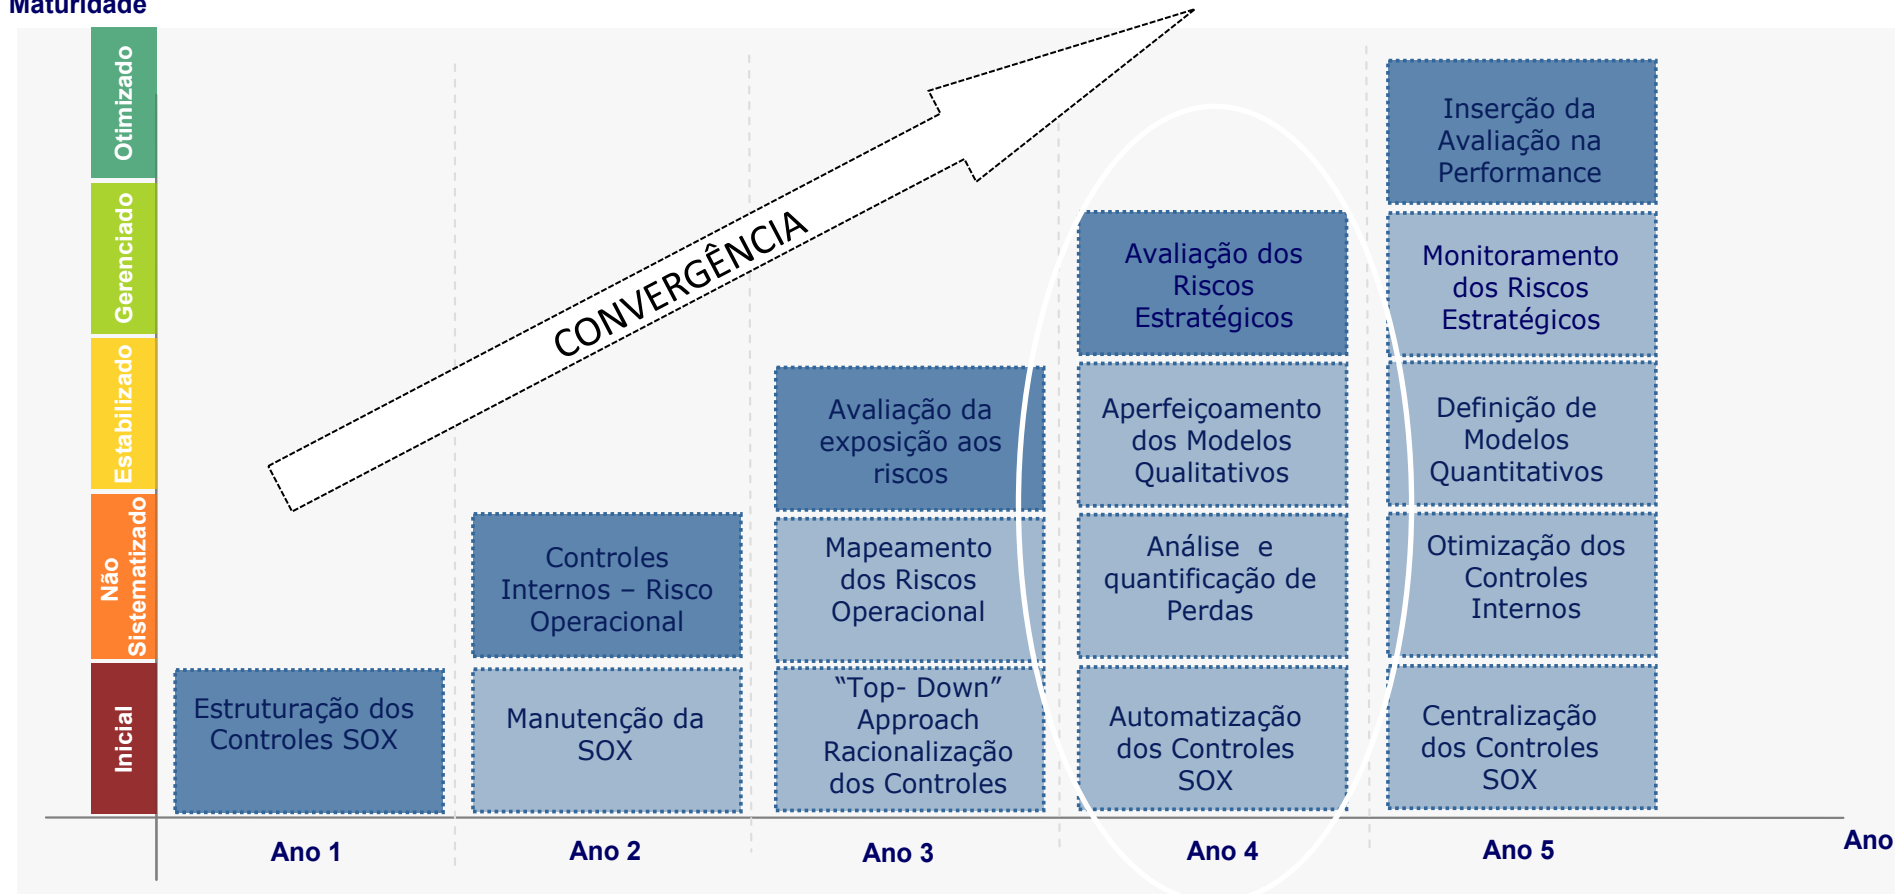 Maturidade
Otimizado
Gerenciado
Estabilizado
Não
Sistematizado
Inicial
CONVERGÊNCIA
Estruturação dos
Controles SOX
Controles
Internos – Risco
Operacional
Manutenção da
SOX
Avaliação da
exposição aos
riscos
Mapeamento
dos Riscos
Operacional
“Top- Down”
Approach
Racionalização
dos Controles
Avaliação dos
Riscos
Estratégicos
Aperfeiçoamento
dos Modelos
Qualitativos
Análise e
quantificação de
Perdas
Automatização
dos Controles
SOX
Inserção da
Avaliação na
Performance
Monitoramento
dos Riscos
Estratégicos
Definição de
Modelos
Quantitativos
Otimização dos
Controles
Internos
Centralização
dos Controles
SOX
Ano 1
Ano 2
Ano 3
Ano 4
Ano 5
Ano